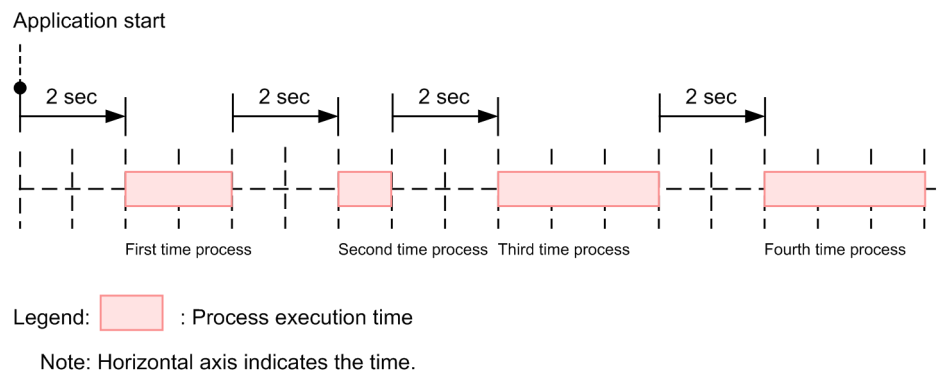 Application start
2 sec 2 sec 2 sec 2 sec
First time process Second time process Third time process Fourth time process
Legend: : Process execution time
Note: Horizontal axis indicates the time.